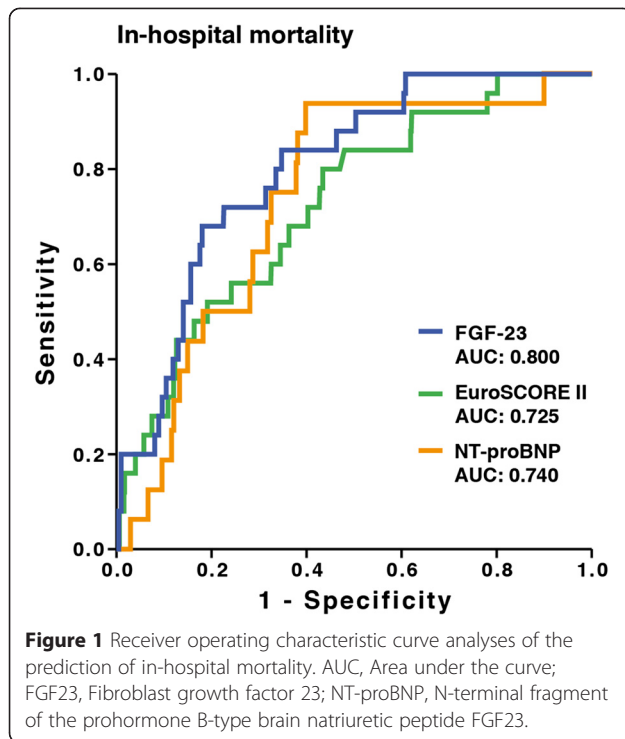 In-hospital mortality
1.0
0.8
0.6
0.4
0.2
0.0
Sensitivity
FGF-23
AUC: 0.800
EuroSCORE II
AUC: 0.725
NT-proBNP
AUC: 0.740
0.0 0.2 0.4 0.6 0.8 1.0
1 - Specificity
Figure 1 Receiver operating characteristic curve analyses of the
prediction of in-hospital mortality. AUC, Area under the curve;
FGF23, Fibroblast growth factor 23; NT-proBNP, N-terminal fragment
of the prohormone B-type brain natriuretic peptide FGF23.